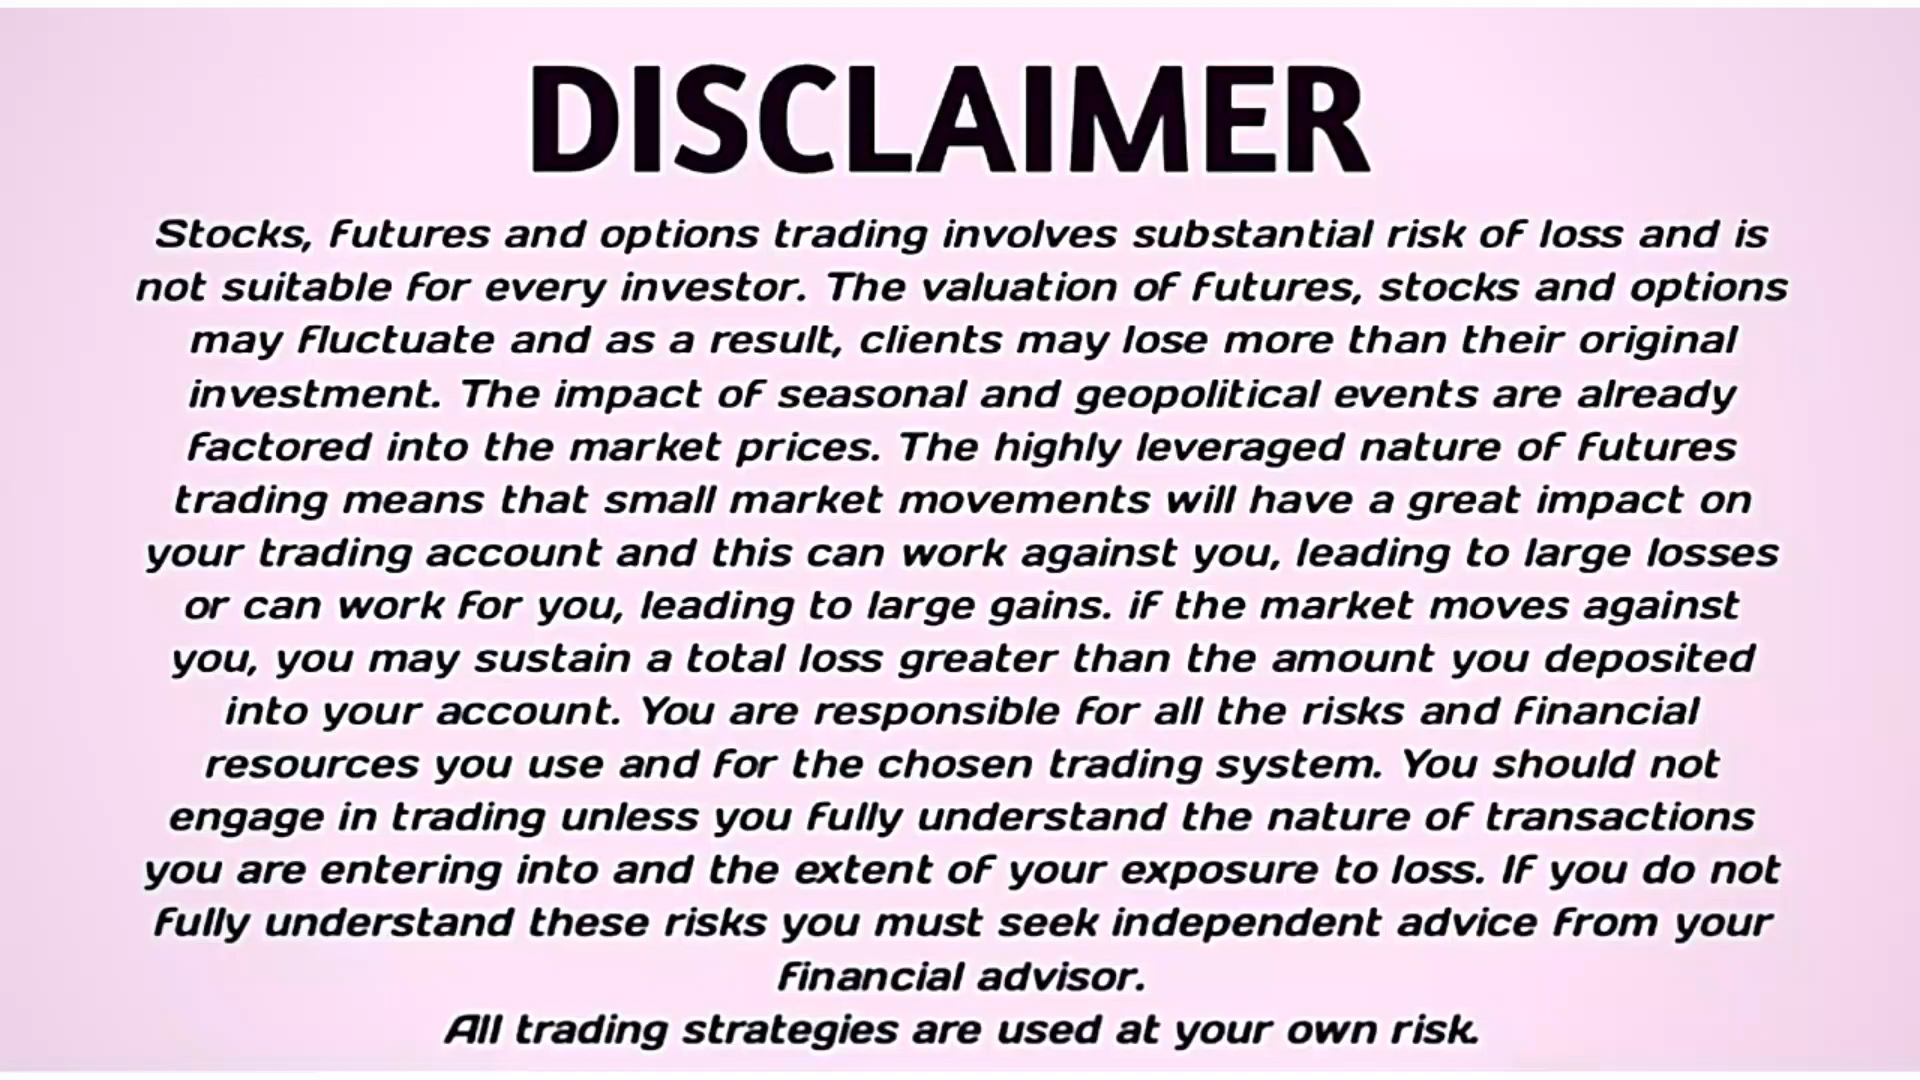 DISCLAIMER
Stocks, futures and options trading involves substantial risk of loss and is
not suitable for every investor. The valuation of futures, stocks and options
may fluctuate and as a result, clients may lose more than their original
investment. The impact of seasonal and geopolitical events are already
factored into the market prices. The highly leveraged nature of futures
trading means that small market movements will have a great impact on
your trading account and this can work against you, leading to large losses
or can work for you, leading to large gains. if the market moves against
you, you may sustain a total loss greater than the amount you deposited
into your account. You are responsible for all the risks and financial
resources you use and for the chosen trading system. You should not
engage in trading unless you fully understand the nature of transactions
you are entering into and the extent of your exposure to loss. If you do not
fully understand these risks you must seek independent advice from your
financial advisor.
All trading strategies are used at your own risk.